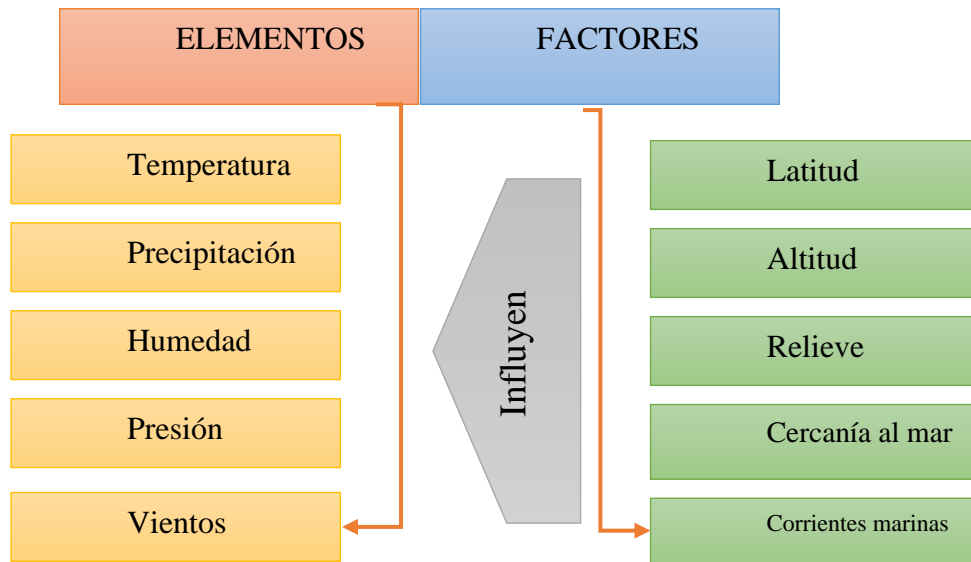 ELEMENTOS
FACTORES
Temperatura
Precipitación
Humedad
Presión
Vientos
Influyen
Latitud
Altitud
Relieve
Cercanía al mar
Corrientes marinas